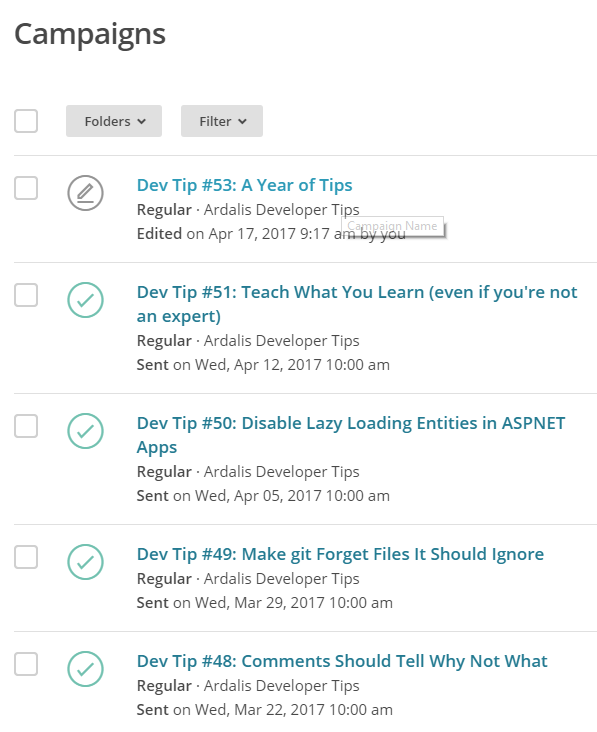 Campaigns
Folders
Filter
Dev Tip #53: A Year of Tips
Regular · Ardalis Developer Tips
Campaign Name
Edited on Apr 17, 2017 9:17 am by you
Dev Tip #51: Teach What You Learn (even if you're not
an expert)
Regular · Ardalis Developer Tips
Sent on Wed, Apr 12, 2017 10:00 am
Dev Tip #50: Disable Lazy Loading Entities in ASPNET
Apps
Regular · Ardalis Developer Tips
Sent on Wed, Apr 05, 2017 10:00 am
Dev Tip #49: Make git Forget Files It Should Ignore
Regular · Ardalis Developer Tips
Sent on Wed, Mar 29, 2017 10:00 am
Dev Tip #48: Comments Should Tell Why Not What
Regular · Ardalis Developer Tips
Sent on Wed, Mar 22, 2017 10:00 am